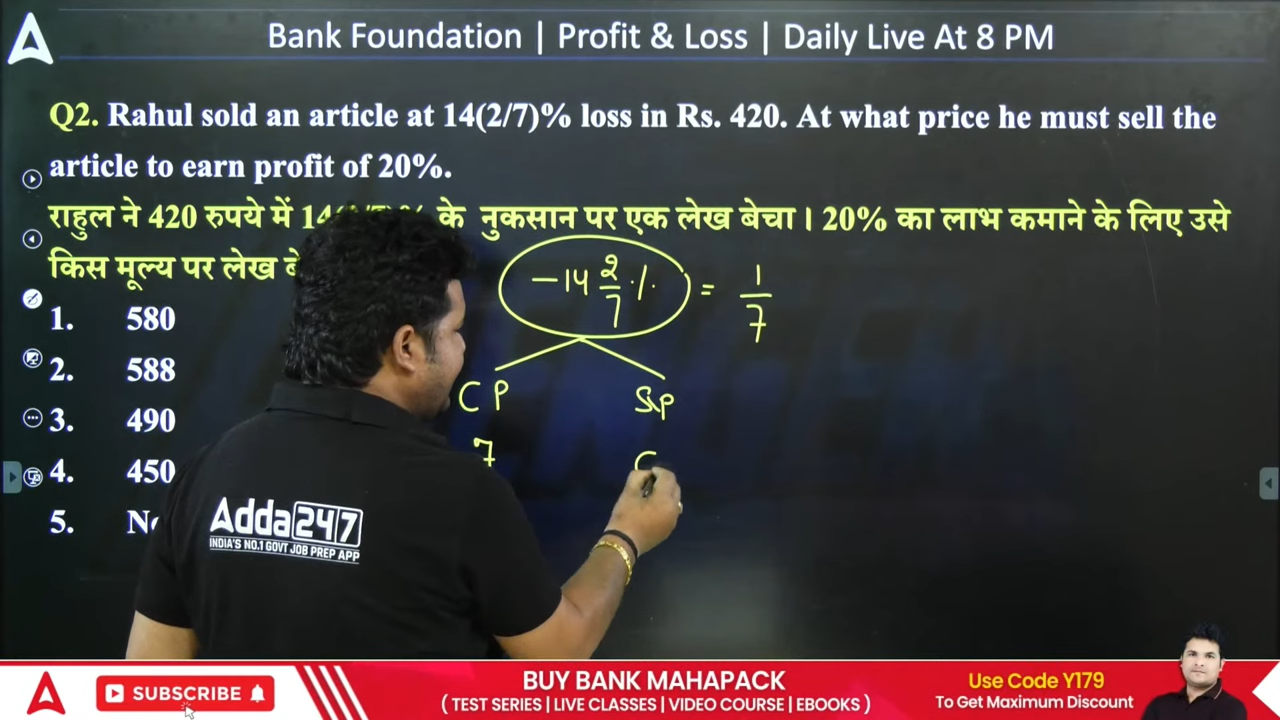 Bank Foundation | Profit & Loss | Daily Live At 8 PM
Q2. Rahul sold an article at 14(2/7)% loss in Rs. 420. At what price he must sell the
article to earn profit of 20%.
राहुल ने 420 रुपये में 14 के नुकसान पर एक लेख बेचा । 20% का लाभ कमाने के लिए उसे
किस मूल्य पर लेख
1. 580
2. 588
3. 490
4. 450
5.
-14 2/7 % = 1/7
CP SP
7
Adda247
INDIA'S NO.1 GOVT JOB PREP APP
SUBSCRIBE
BUY BANK MAHAPACK
( TEST SERIES | LIVE CLASSES | VIDEO COURSE | EBOOKS )
Use Code Y179
To Get Maximum Discount